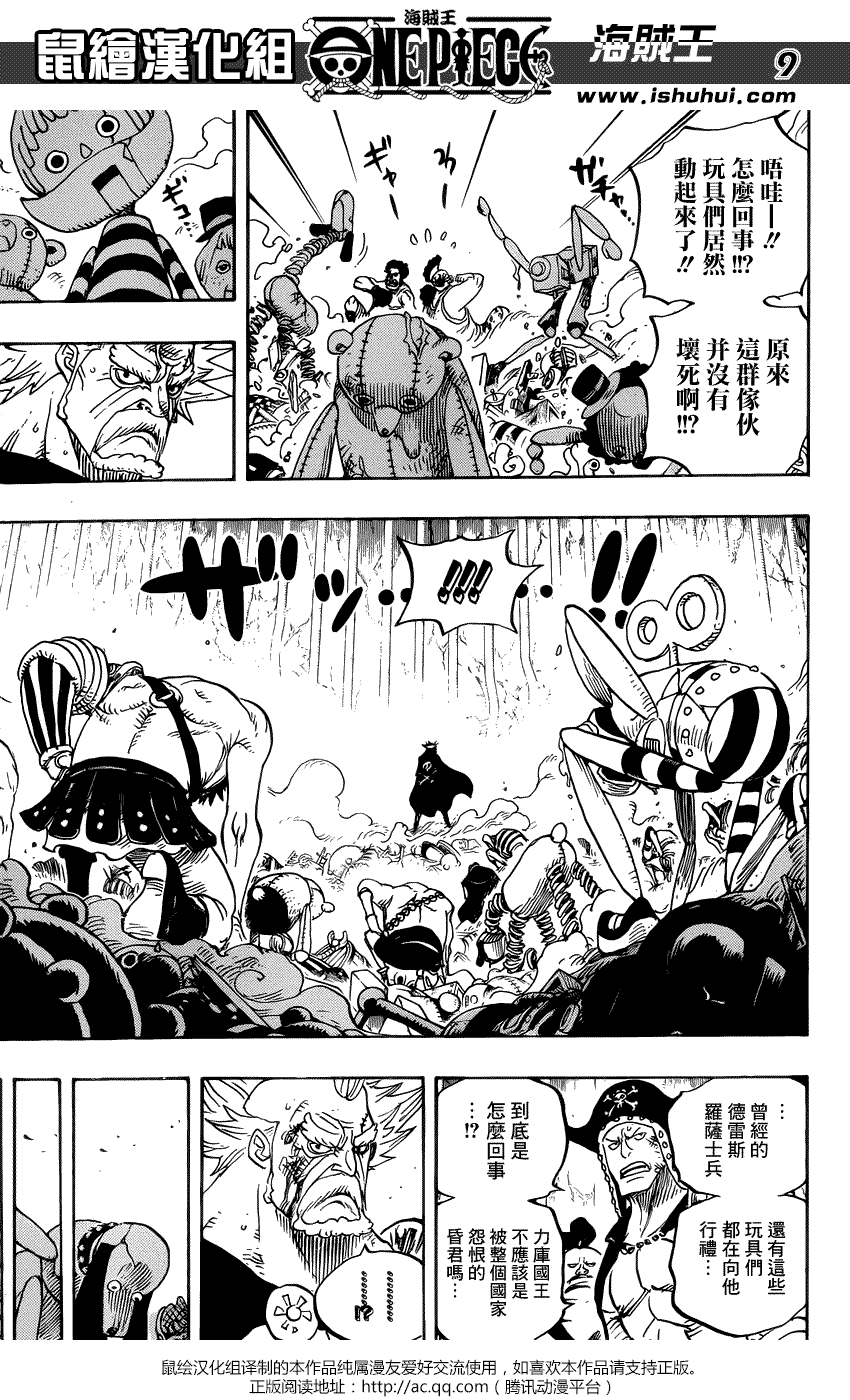 鼠繪漢化組
海賊王
ONE PIECE
海賊王
9
www.ishuhui.com
唔哇—!!
怎麼回事!!?
玩具們居然
動起來了!!
原來
這群傢伙
并沒有
壞死啊!!?
ガチャ…
わー
ギャー
ギコ
!!!!
ザッ……!!
…
曾經的
德雷斯
羅薩士兵
還有這些
玩具們
都在向他
行禮…
到底是
怎麼回事
…!?
力庫國王
不應該是
被整個國家
怨恨的
昏君嗎…
………
………!?
鼠绘汉化组译制的本作品纯属漫友爱好交流使用，如喜欢本作品请支持正版。
正版阅读地址：http://ac.qq.com（腾讯动漫平台）